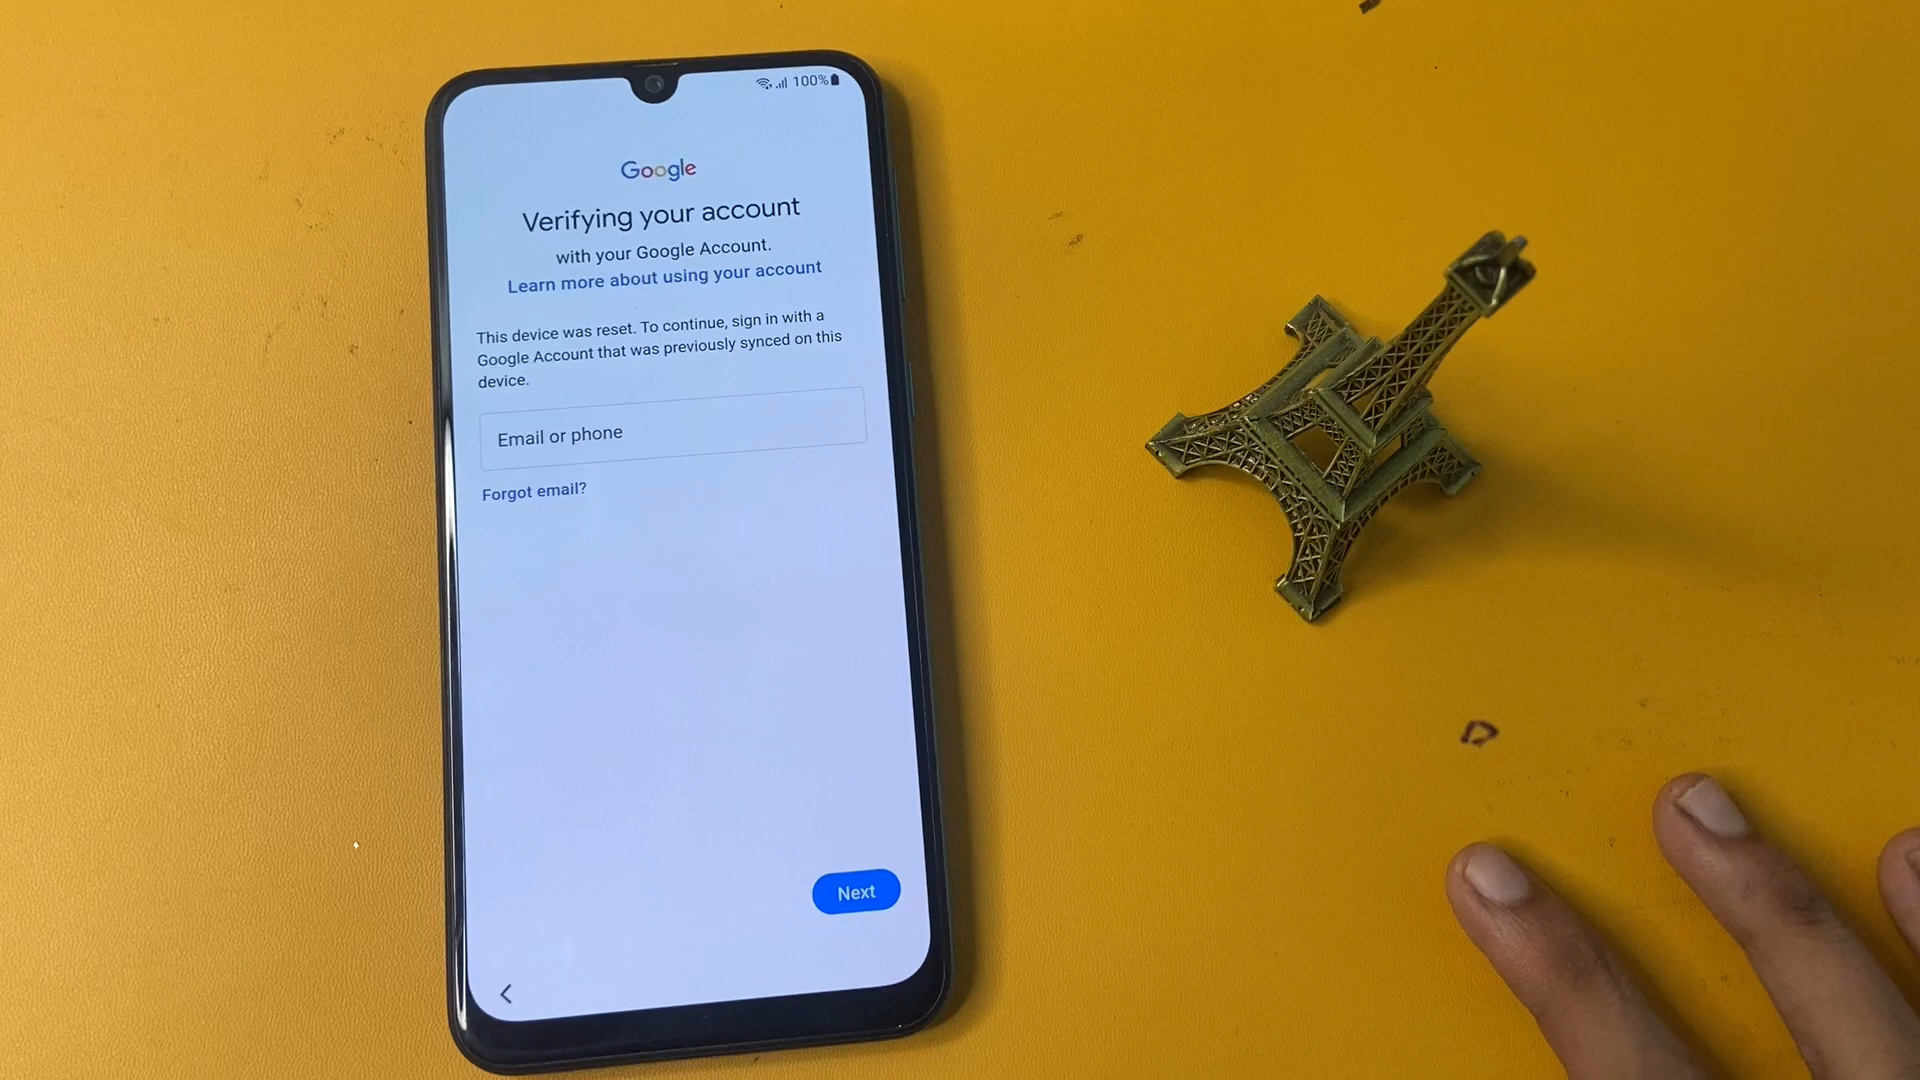 100%
Google
Verifying your account
with your Google Account.
Learn more about using your account
This device was reset. To continue, sign in with a
Google Account that was previously synced on this
device.
Email or phone
Forgot email?
Next